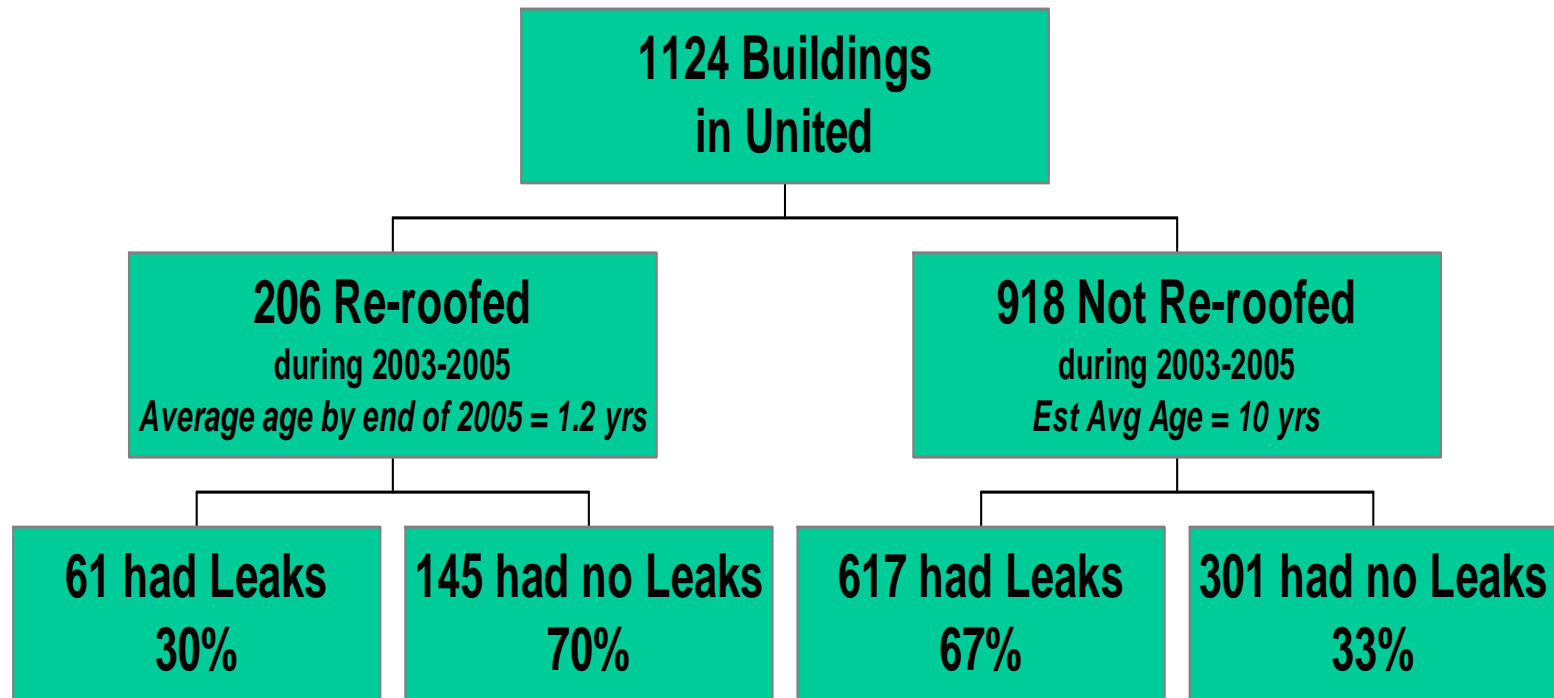 1124 Buildings
in United
206 Re-roofed
during 2003-2005
Average age by end of 2005 = 1.2 yrs
918 Not Re-roofed
during 2003-2005
Est Avg Age = 10 yrs
61 had Leaks
30%
145 had no Leaks
70%
617 had Leaks
67%
301 had no Leaks
33%